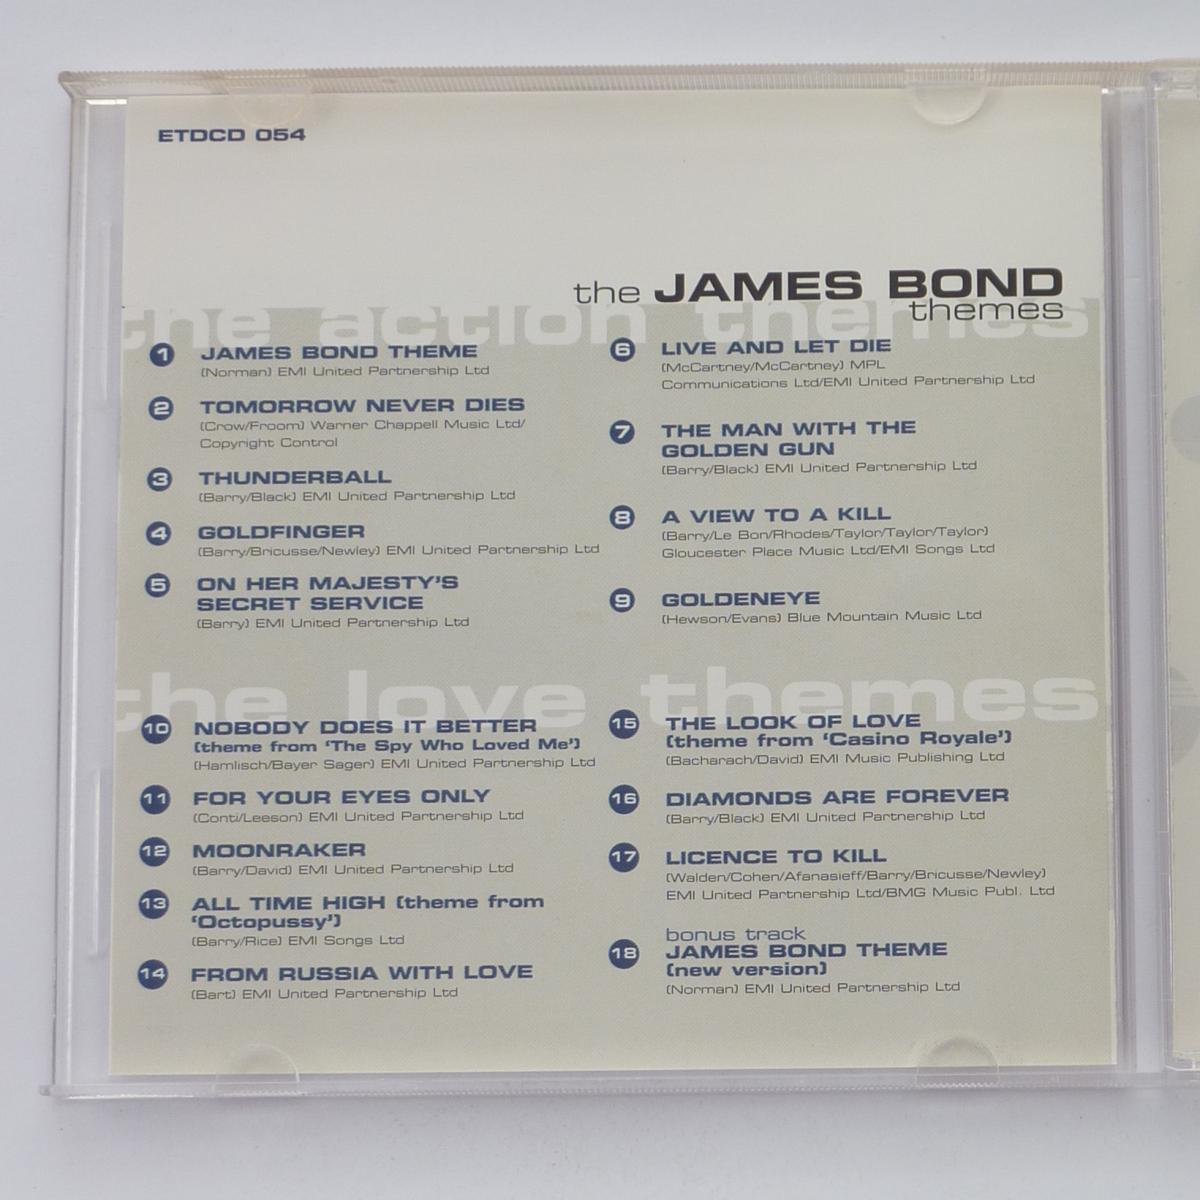 ETDCD 054
the JAMES BOND
themes
the action themes
1 JAMES BOND THEME
(Norman) EMI United Partnership Ltd
2 TOMORROW NEVER DIES
(Crow/Froom) Warner Chappell Music Ltd/
Copyright Control
3 THUNDERBALL
(Barry/Black) EMI United Partnership Ltd
4 GOLDFINGER
(Barry/Bricusse/Newley) EMI United Partnership Ltd
5 ON HER MAJESTY'S
SECRET SERVICE
(Barry) EMI United Partnership Ltd
6 LIVE AND LET DIE
(McCartney/McCartney) MPL
Communications Ltd/EMI United Partnership Ltd
7 THE MAN WITH THE
GOLDEN GUN
(Barry/Black) EMI United Partnership Ltd
8 A VIEW TO A KILL
(Barry/Le Bon/Rhodes/Taylor/Taylor/Taylor)
Gloucester Place Music Ltd/EMI Songs Ltd
9 GOLDENEYE
(Hewson/Evans) Blue Mountain Music Ltd
the love themes
10 NOBODY DOES IT BETTER
(theme from 'The Spy Who Loved Me')
(Hamlisch/Bayer Sager) EMI United Partnership Ltd
11 FOR YOUR EYES ONLY
(Conti/Leeson) EMI United Partnership Ltd
12 MOONRAKER
(Barry/David) EMI United Partnership Ltd
13 ALL TIME HIGH (theme from
'Octopussy')
(Barry/Rice) EMI Songs Ltd
14 FROM RUSSIA WITH LOVE
(Bart) EMI United Partnership Ltd
15 THE LOOK OF LOVE
(theme from 'Casino Royale')
(Bacharach/David) EMI Music Publishing Ltd
16 DIAMONDS ARE FOREVER
(Barry/Black) EMI United Partnership Ltd
17 LICENCE TO KILL
(Walden/Cohen/Afanasieff/Barry/Bricusse/Newley)
EMI United Partnership Ltd/BMG Music Publ. Ltd
bonus track
18 JAMES BOND THEME
(new version)
(Norman) EMI United Partnership Ltd